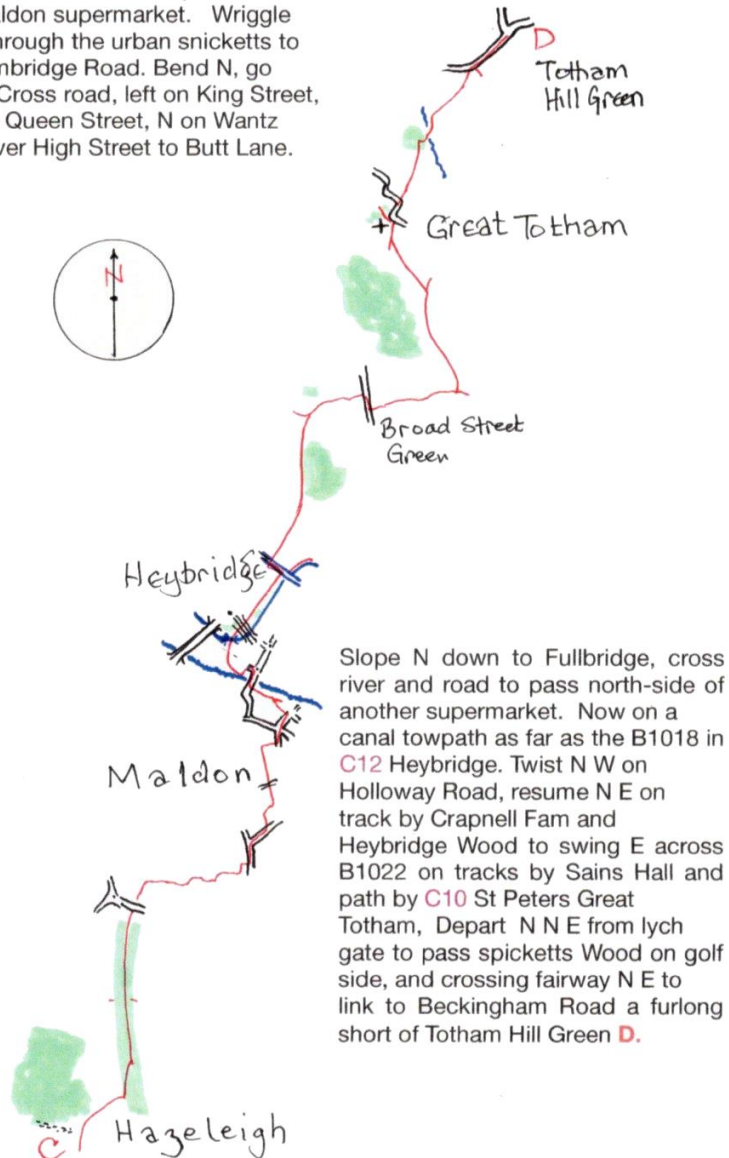 ldon supermarket. Wriggle
hrough the urban snicketts to
mbridge Road. Bend N, go
Cross road, left on King Street,
Queen Street, N on Wantz
ver High Street to Butt Lane.
D
Totham
Hill Green
Great Totham
N
Broad Street
Green
Heybridge
Slope N down to Fullbridge, cross
river and road to pass north-side of
another supermarket. Now on a
canal towpath as far as the B1018 in
C12 Heybridge. Twist N W on
Holloway Road, resume N E on
track by Crapnell Fam and
Heybridge Wood to swing E across
B1022 on tracks by Sains Hall and
path by C10 St Peters Great
Totham, Depart N N E from lych
gate to pass spicketts Wood on golf
side, and crossing fairway N E to
link to Beckingham Road a furlong
short of Totham Hill Green D.
Maldon
Hazeleigh
C